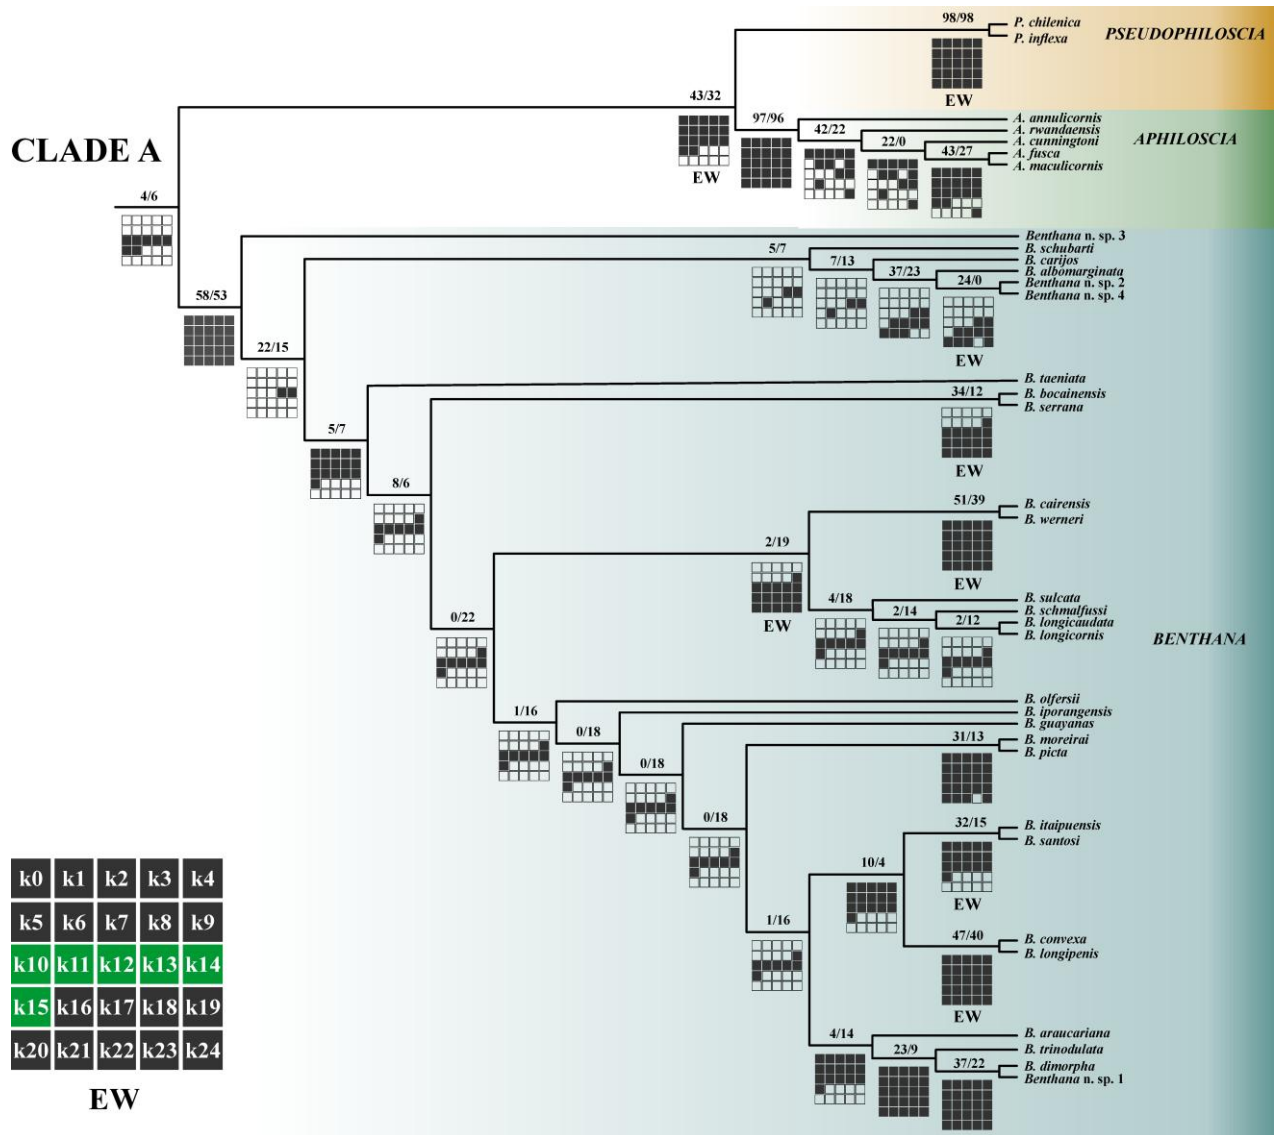 98/98
P. chilenica
P. inflexa
PSEUDOPHILOSCIA
EW
43/32
EW
97/96
A. annulicornis
42/22
A. rwandaensis
22/0
A. cunningtoni
43/27
A. fusca
A. maculicornis
APHILOSCIA
CLADE A
4/6
Benthana n. sp. 3
5/7
B. schubarti
7/13
B. carijos
37/23
B. albomarginata
24/0
Benthana n. sp. 2
Benthana n. sp. 4
EW
58/53
22/15
B. taeniata
34/12
B. bocainensis
B. serrana
EW
5/7
8/6
51/39
B. cairensis
B. werneri
EW
2/19
EW
4/18
B. sulcata
2/14
B. schmalfussi
2/12
B. longicaudata
B. longicornis
BENTHANA
0/22
1/16
B. olfersii
0/18
B. iporangensis
0/18
B. guayanas
31/13
B. moreirai
B. picta
0/18
32/15
B. itaipuensis
B. santosi
EW
10/4
47/40
B. convexa
B. longipenis
EW
1/16
4/14
B. araucariana
23/9
B. trinodulata
37/22
B. dimorpha
Benthana n. sp. 1
k0 k1 k2 k3 k4
k5 k6 k7 k8 k9
k10 k11 k12 k13 k14
k15 k16 k17 k18 k19
k20 k21 k22 k23 k24
EW